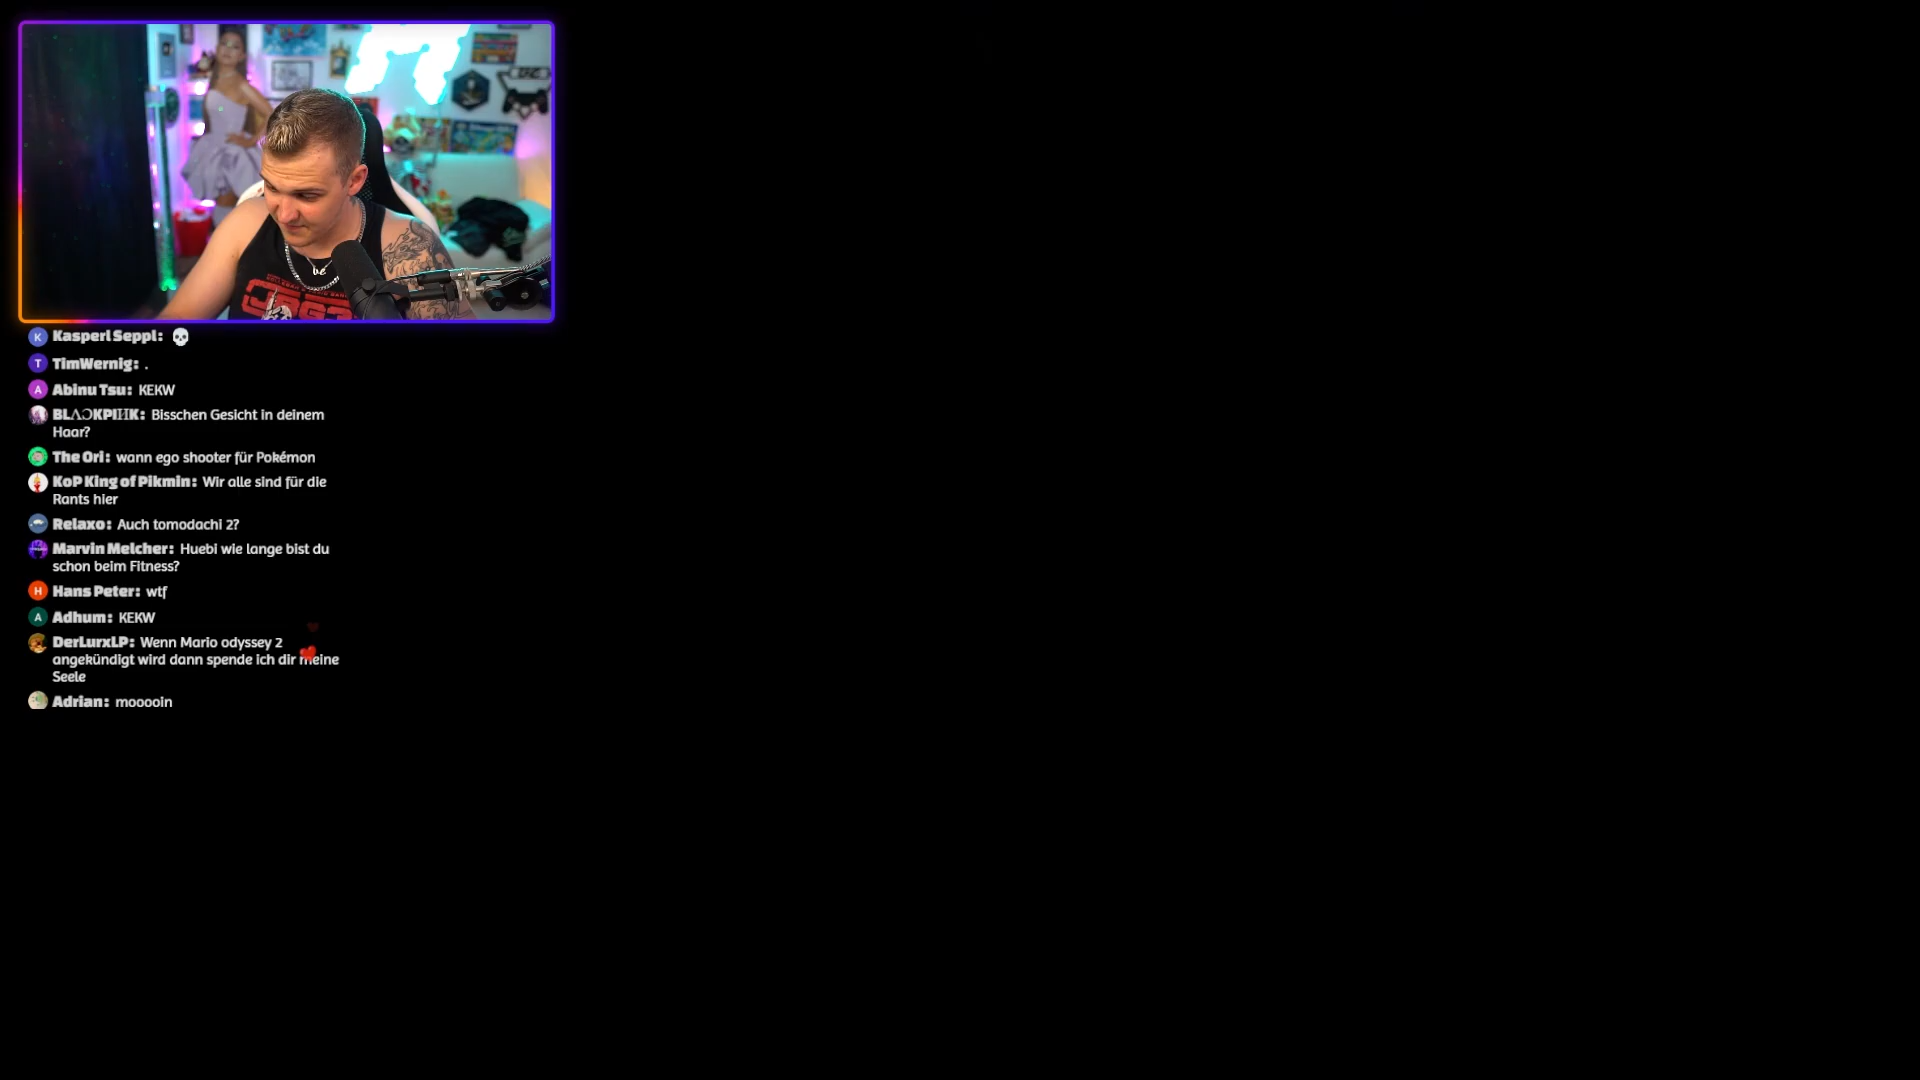 Kasperl Seppl: 💀
TimWernig: .
Abinu Tsu: KEKW
BLΛƆKPIИK: Bisschen Gesicht in deinem
Haar?
The Ori: wann ego shooter für Pokémon
KoP King of Pikmin: Wir alle sind für die
Rants hier
Relaxo: Auch tomodachi 2?
Marvin Melcher: Huebi wie lange bist du
schon beim Fitness?
Hans Peter: wtf
Adhum: KEKW
DerLurxLP: Wenn Mario odyssey 2
angekündigt wird dann spende ich dir meine
Seele
Adrian: mooooin